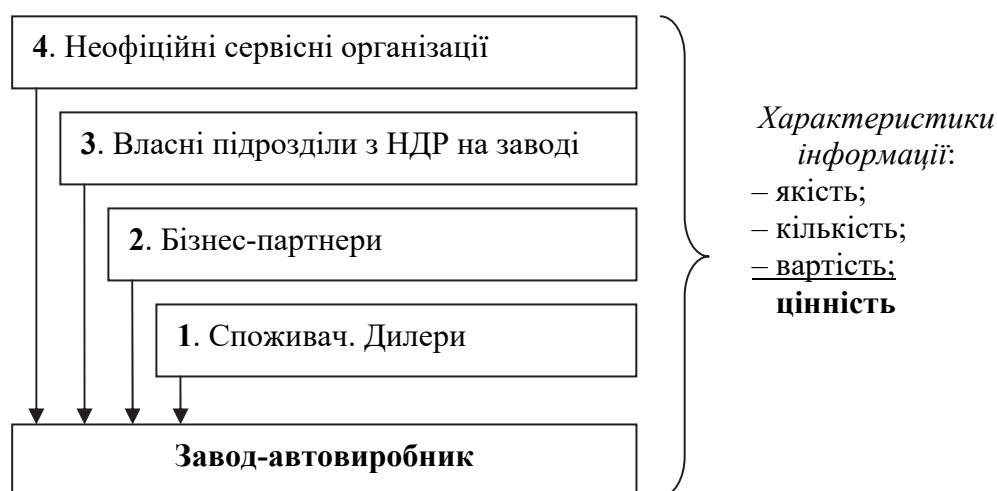 4. Неофіційні сервісні організації
3. Власні підрозділи з НДР на заводі
2. Бізнес-партнери
1. Споживач. Дилери
Завод-автовиробник
Характеристики
інформації:
– якість;
– кількість;
– вартість;
цінність